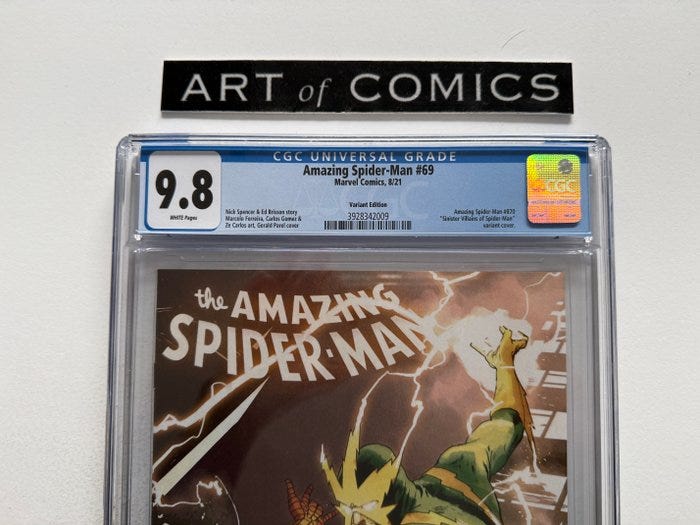 ART of COMICS
CGC UNIVERSAL GRADE
9.8
WHITE Pages
Amazing Spider-Man #69
Marvel Comics, 8/21
Variant Edition
Nick Spencer & Ed Brisson story
Marcelo Ferreira, Carlos Gomez &
Ze Carlos art, Gerald Parel cover
3928342009
Amazing Spider-Man #870
"Sinister Villains of Spider-Man"
variant cover.
CGC
the AMAZING
SPIDER-MAN